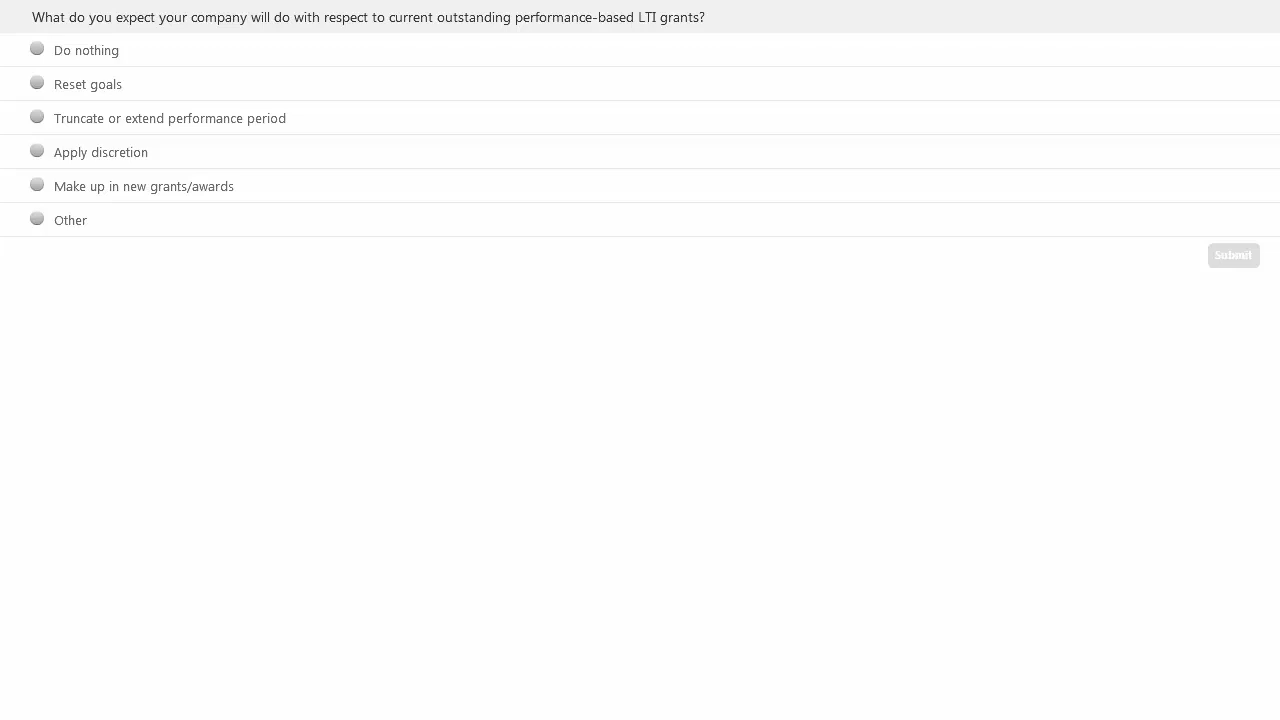 What do you expect your company will do with respect to current outstanding performance-based LTI grants?
Do nothing
Reset goals
Truncate or extend performance period
Apply discretion
Make up in new grants/awards
Other
Submit